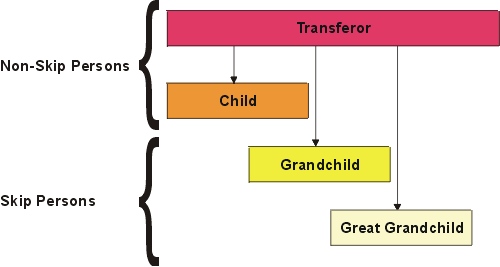 Transferor
Non-Skip Persons
Child
Grandchild
Skip Persons
Great Grandchild